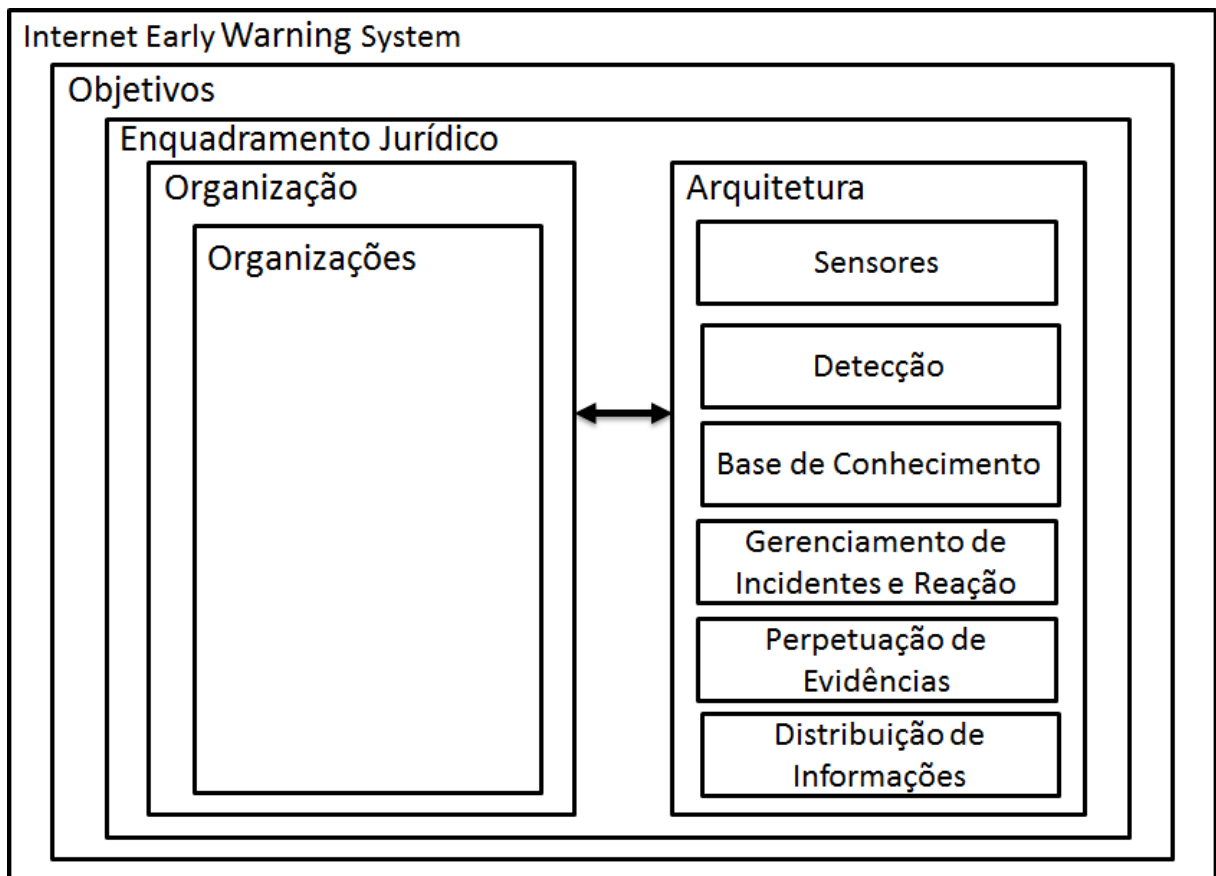 Internet Early Warning System
Objetivos
Enquadramento Jurídico
Organização
Organizações
Arquitetura
Sensores
Detecção
Base de Conhecimento
Gerenciamento de
Incidentes e Reação
Perpetuação de
Evidências
Distribuição de
Informações